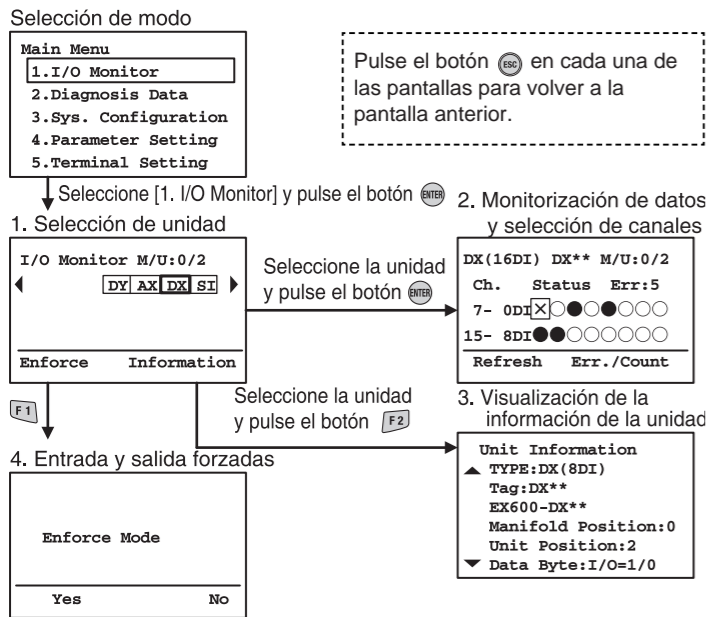 Selección de modo
Main Menu
1.I/O Monitor
2.Diagnosis Data
3.Sys. Configuration
4.Parameter Setting
5.Terminal Setting
Pulse el botón ESC en cada una de
las pantallas para volver a la
pantalla anterior.
Seleccione [1. I/O Monitor] y pulse el botón ENTER
1. Selección de unidad
I/O Monitor M/U:0/2
DY AX DX SI
Enforce Information
Seleccione la unidad
y pulse el botón ENTER
2. Monitorización de datos
y selección de canales
DX(16DI) DX** M/U:0/2
Ch. Status Err:5
7- 0DI
15- 8DI
Refresh Err./Count
F1
Seleccione la unidad
y pulse el botón F2
3. Visualización de la
información de la unidad
Unit Information
TYPE:DX(8DI)
Tag:DX**
EX600-DX**
Manifold Position:0
Unit Position:2
Data Byte:I/O=1/0
4. Entrada y salida forzadas
Enforce Mode
Yes No